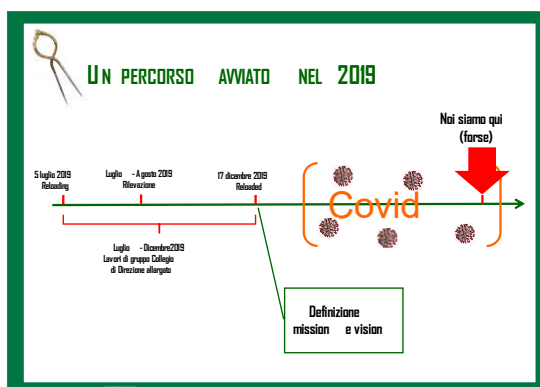 UN PERCORSO AVVIATO NEL 2019
Noi siamo qui
(forse)
5 luglio 2019
Reloading
Luglio - Agosto 2019
Rilevazione
17 dicembre 2019
Reloaded
Covid
Luglio - Dicembre2019
Lavori di gruppo Collegio
di Direzione allargato
Definizione
mission e vision